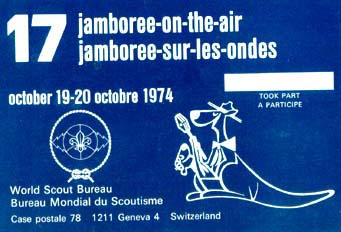 17 jamboree-on-the-air
jamboree-sur-les-ondes
october 19-20 octobre 1974
TOOK PART
A PARTICIPE
World Scout Bureau
Bureau Mondial du Scoutisme
Case postale 78 1211 Geneva 4 Switzerland